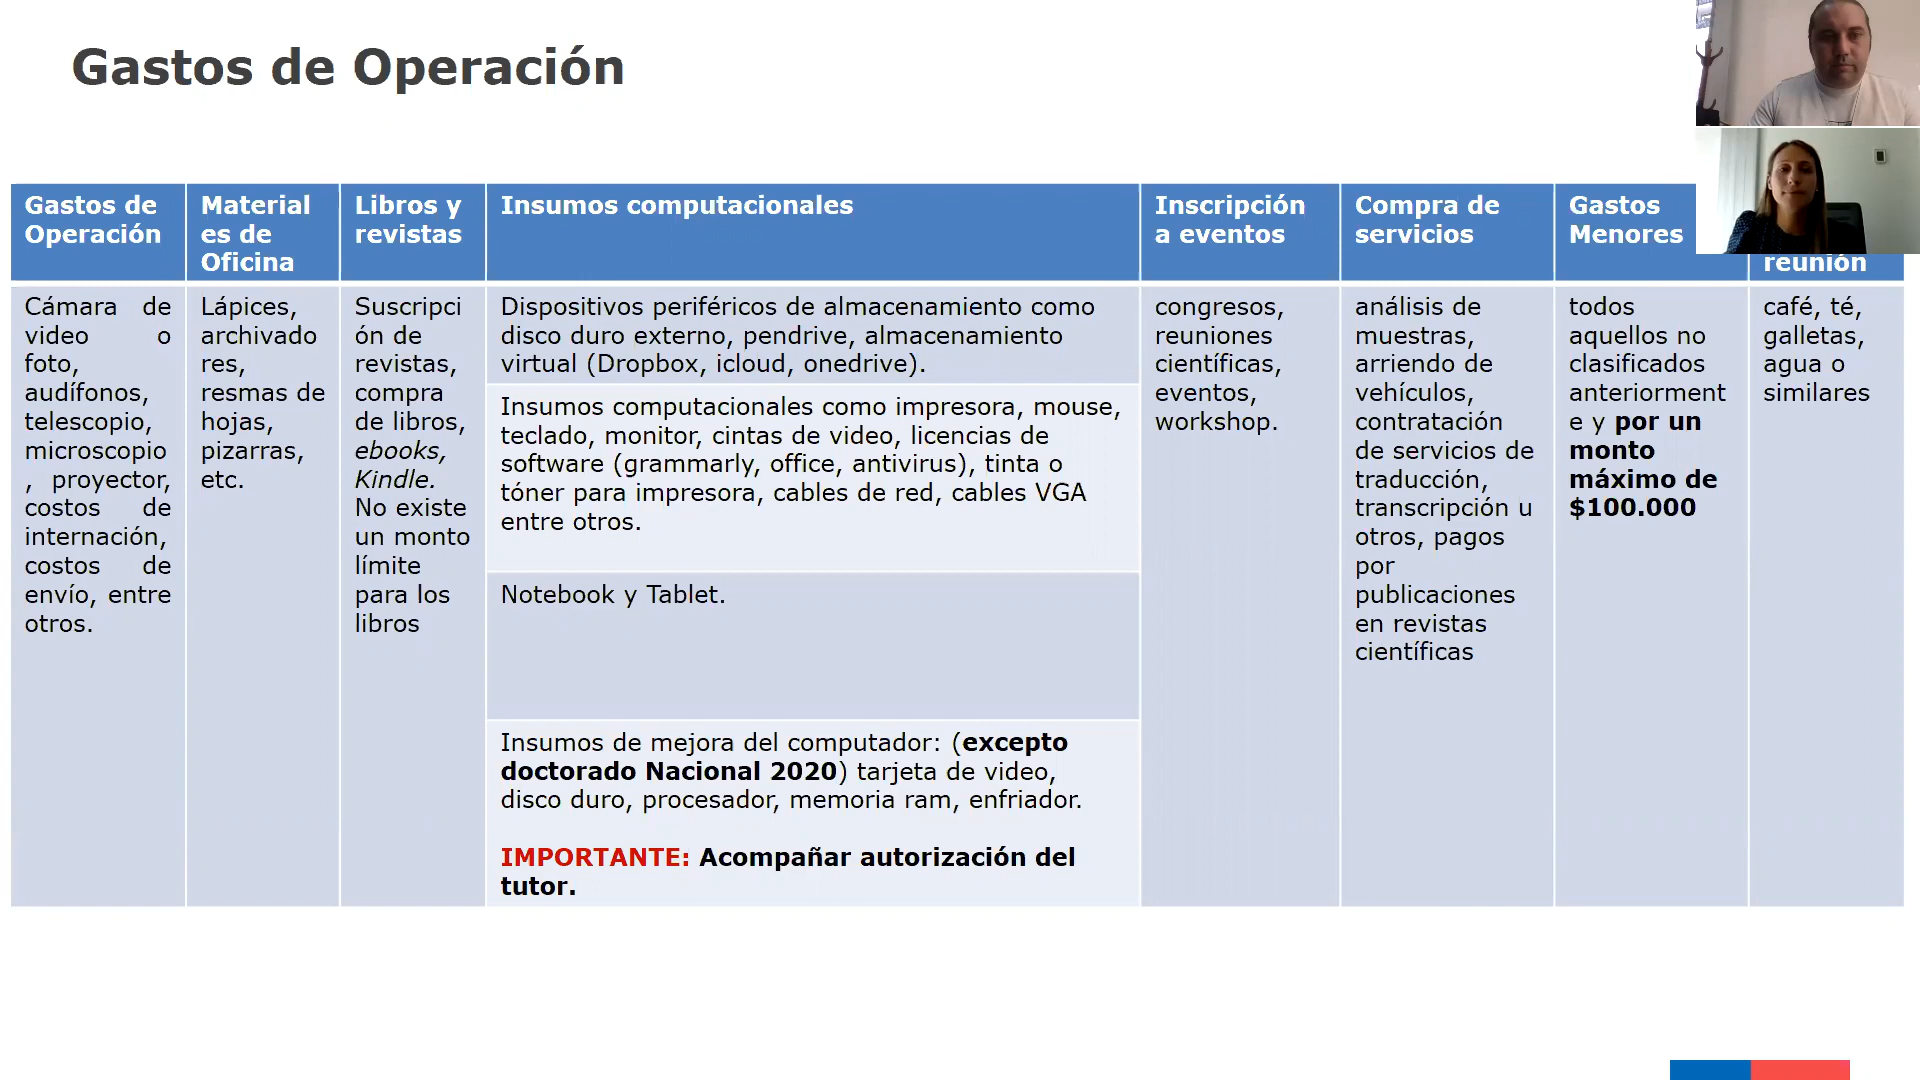 Gastos de Operación
Gastos de
Operación
Material
es de
Oficina
Libros y
revistas
Insumos computacionales
Inscripción
a eventos
Compra de
servicios
Gastos
Menores
reunión
Cámara de
video o
foto,
audífonos,
telescopio,
microscopio
, proyector,
costos de
internación,
costos de
envío, entre
otros.
Lápices,
archivado
res,
resmas de
hojas,
pizarras,
etc.
Suscripci
ón de
revistas,
compra
de libros,
ebooks,
Kindle.
No existe
un monto
límite
para los
libros
Dispositivos periféricos de almacenamiento como
disco duro externo, pendrive, almacenamiento
virtual (Dropbox, icloud, onedrive).
Insumos computacionales como impresora, mouse,
teclado, monitor, cintas de video, licencias de
software (grammarly, office, antivirus), tinta o
tóner para impresora, cables de red, cables VGA
entre otros.
Notebook y Tablet.
Insumos de mejora del computador: (excepto
doctorado Nacional 2020) tarjeta de video,
disco duro, procesador, memoria ram, enfriador.
IMPORTANTE: Acompañar autorización del
tutor.
congresos,
reuniones
científicas,
eventos,
workshop.
análisis de
muestras,
arriendo de
vehículos,
contratación
de servicios de
traducción,
transcripción u
otros, pagos
por
publicaciones
en revistas
científicas
todos
aquellos no
clasificados
anteriorment
e y por un
monto
máximo de
$100.000
café, té,
galletas,
agua o
similares